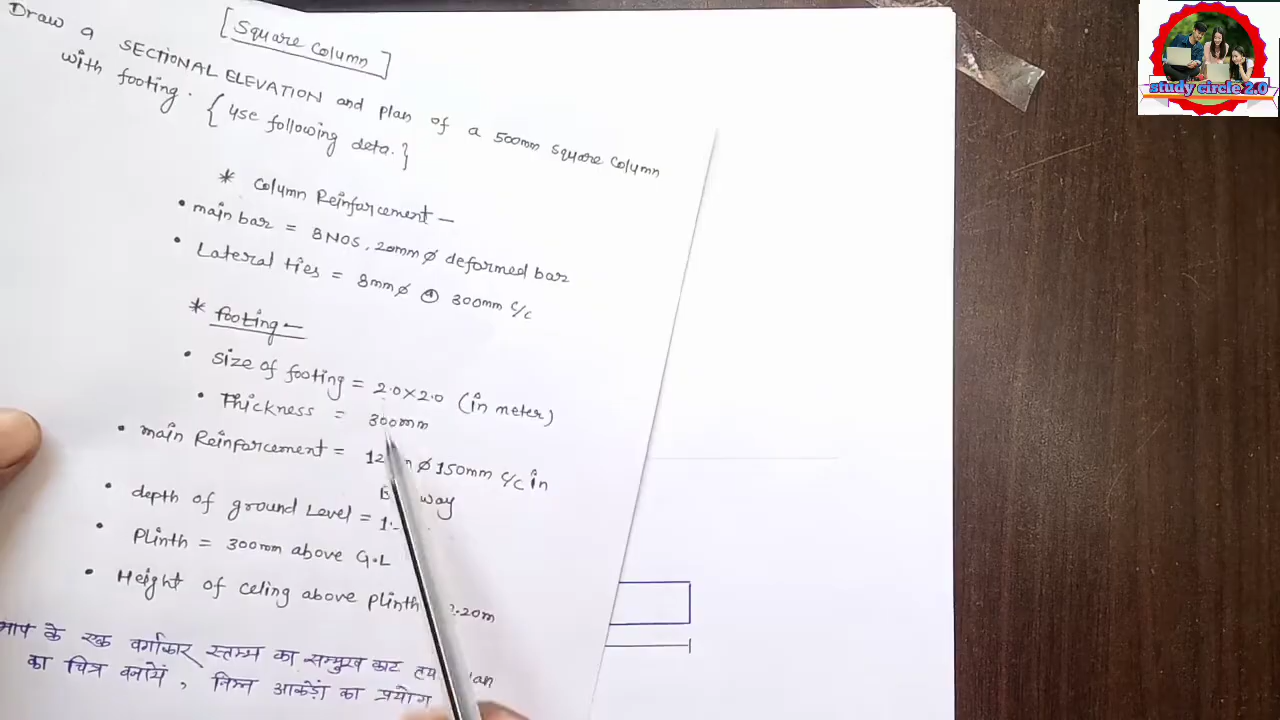 [Square Column]
Draw a SECTIONAL ELEVATION and plan of a 500mm square column
with footing. {use following deta.}
* Column Reinforcement -
• main bar = 8NOS, 20mm ϕ deformed bar
• Lateral ties = 8mmϕ @ 300mm c/c
* footing -
• Size of footing = 2.0×2.0 (in meter)
• Thickness = 300mm
• main Reinforcement = ϕ 150mm c/c in
way
• depth of ground Level =
• Plinth = 300mm above G.L
• Height of celing above plinth .20m
माप के एक वर्गाकार स्तम्भ का सम्मुख काट
का चित्र बनायें, निम्न आकड़ों का प्रयोग
study circle 2.0